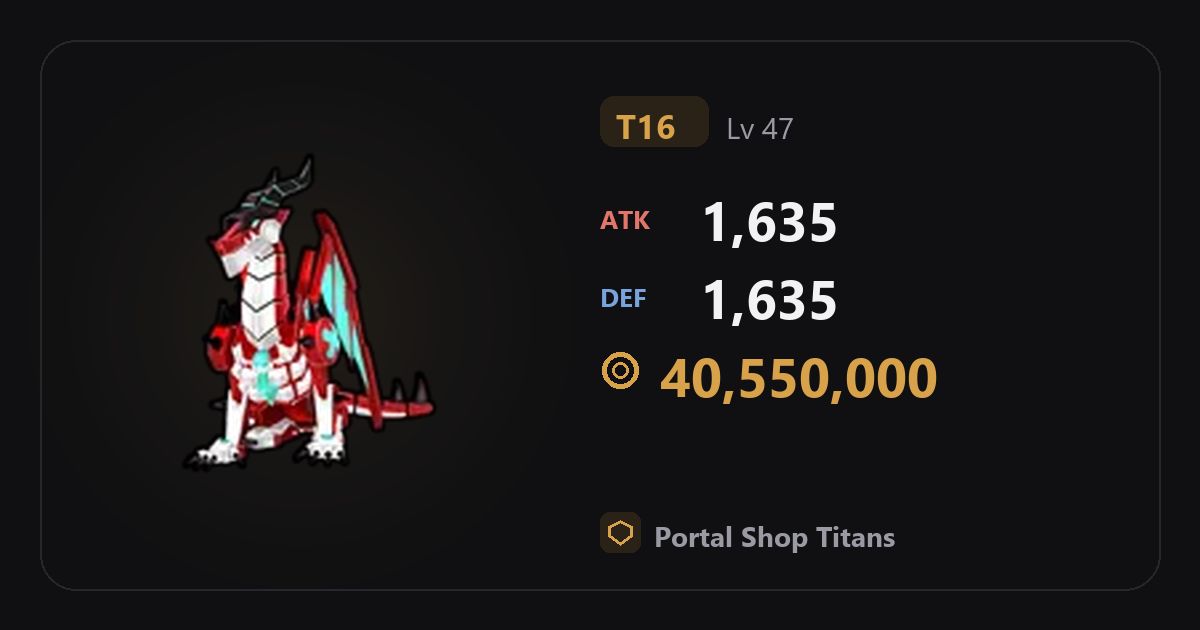 T16 Lv 47
ATK 1,635
DEF 1,635
40,550,000
Portal Shop Titans